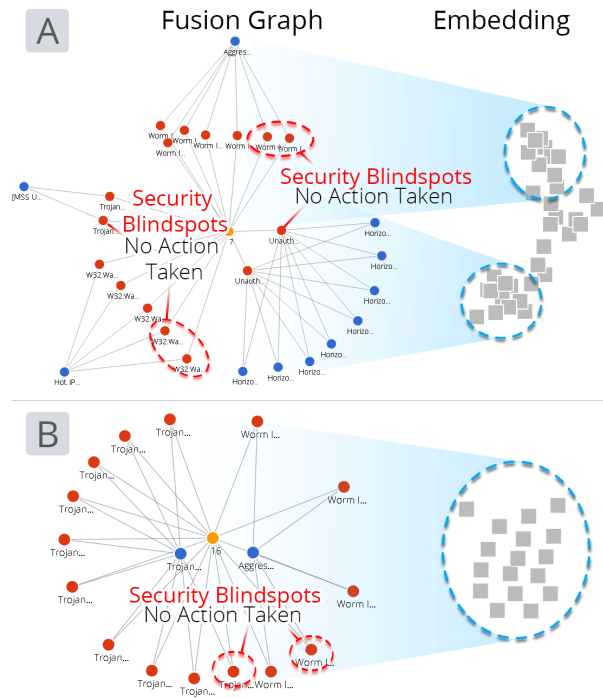 A
Fusion Graph
Embedding
Aggres...
Worm I...
Worm I...
Worm I...
Worm I...
Worm I...
Security Blindspots
No Action Taken
[MSS U...
Trojan...
Security
Blindspots
Trojan...
No Action
Taken
?
Unauth...
Horizo...
Horizo...
W32.Wa...
Unauth...
W32.Wa...
Horizo...
W32.Wa...
Horizo...
W32.Wa...
Horizo...
W32.Wa...
Hot IP...
Horizo...
Horizo...
Horizo...
B
Trojan...
Worm I...
Trojan...
Trojan...
Trojan...
Worm I...
Trojan...
16
Trojan...
Aggres...
Trojan...
Security Blindspots
Worm I...
No Action Taken
Trojan...
Worm I...
Trojan...
Trojan...
Trojan...
Worm I...